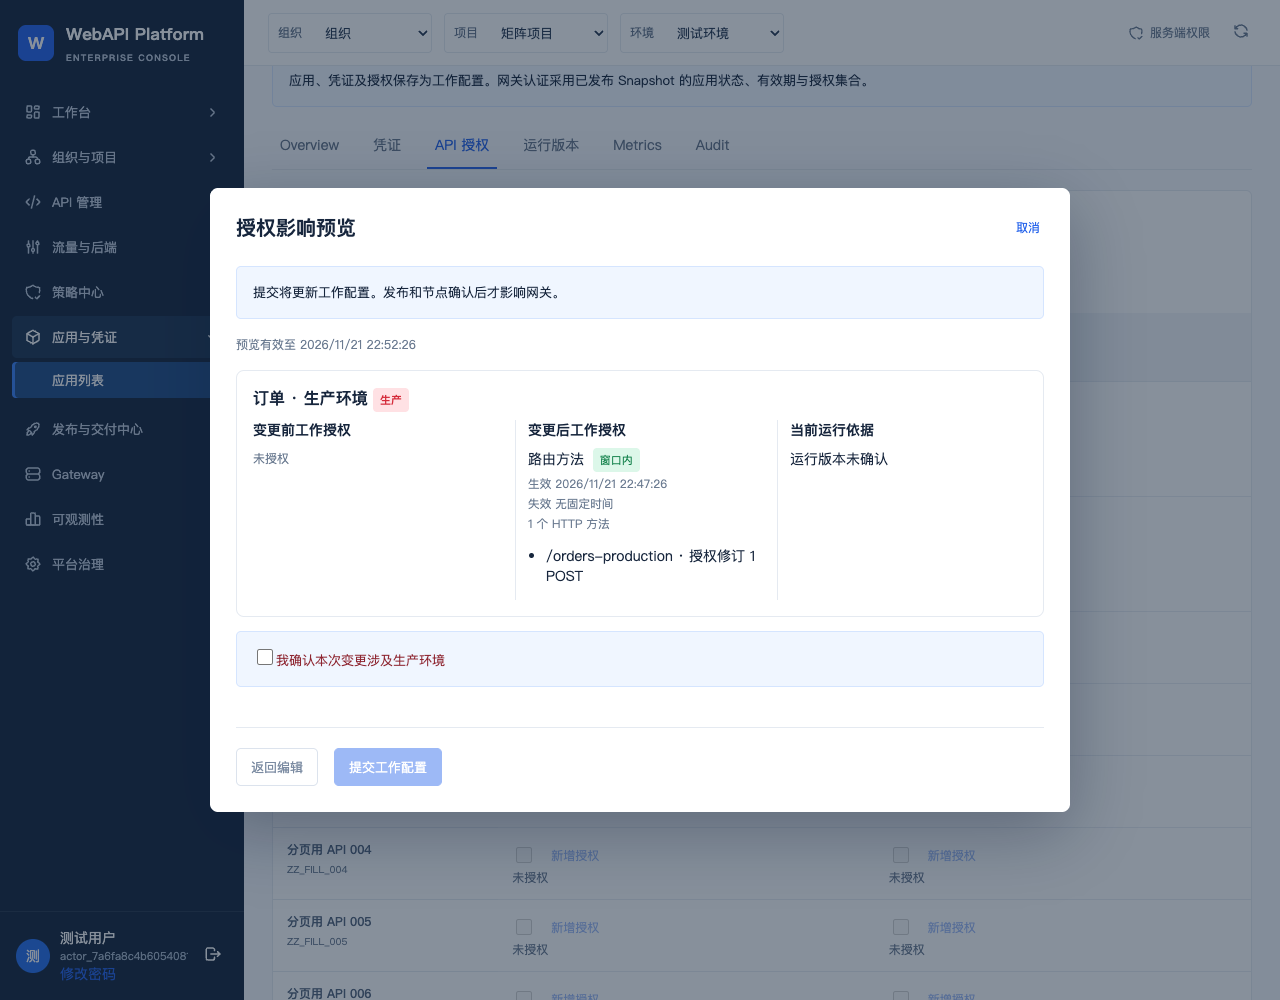 W
WebAPI Platform
ENTERPRISE CONSOLE
组织 组织
项目 矩阵项目
环境 测试环境
服务端权限
应用、凭证及授权保存为工作配置。网关认证采用已发布 Snapshot 的应用状态、有效期与授权集合。
工作台
组织与项目
API 管理
流量与后端
策略中心
应用与凭证
应用列表
发布与交付中心
Gateway
可观测性
平台治理
Overview 凭证 API 授权 运行版本 Metrics Audit
授权影响预览
取消
提交将更新工作配置。发布和节点确认后才影响网关。
预览有效至 2026/11/21 22:52:26
订单 · 生产环境 生产
变更前工作授权
未授权
变更后工作授权
路由方法 窗口内
生效 2026/11/21 22:47:26
失效 无固定时间
1 个 HTTP 方法
/orders-production · 授权修订 1
POST
当前运行依据
运行版本未确认
我确认本次变更涉及生产环境
返回编辑 提交工作配置
分页用 API 004
ZZ_FILL_004
新增授权
未授权
新增授权
未授权
分页用 API 005
ZZ_FILL_005
新增授权
未授权
新增授权
未授权
分页用 API 006
新增授权
新增授权
测
测试用户
actor_7a6fa8c4b605408
修改密码